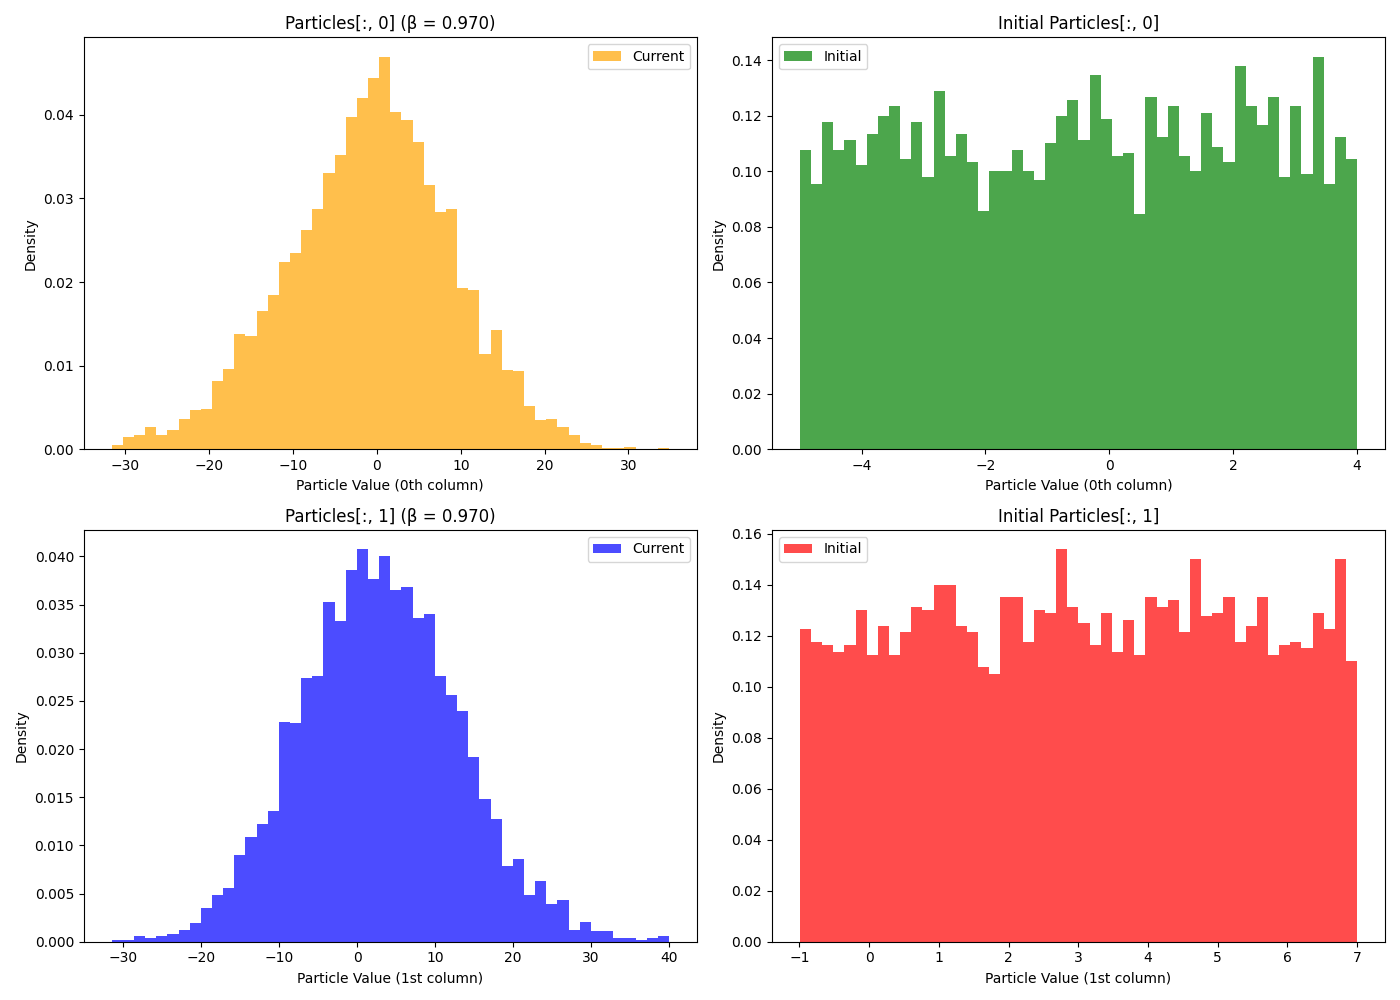 Particles[:, 0] (β = 0.970)
Current
Density
0.04
0.03
0.02
0.01
0.00
−30 −20 −10 0 10 20 30
Particle Value (0th column)
Initial Particles[:, 0]
Initial
Density
0.14
0.12
0.10
0.08
0.06
0.04
0.02
0.00
−4 −2 0 2 4
Particle Value (0th column)
Particles[:, 1] (β = 0.970)
Current
Density
0.040
0.035
0.030
0.025
0.020
0.015
0.010
0.005
0.000
−30 −20 −10 0 10 20 30 40
Particle Value (1st column)
Initial Particles[:, 1]
Initial
Density
0.16
0.14
0.12
0.10
0.08
0.06
0.04
0.02
0.00
−1 0 1 2 3 4 5 6 7
Particle Value (1st column)